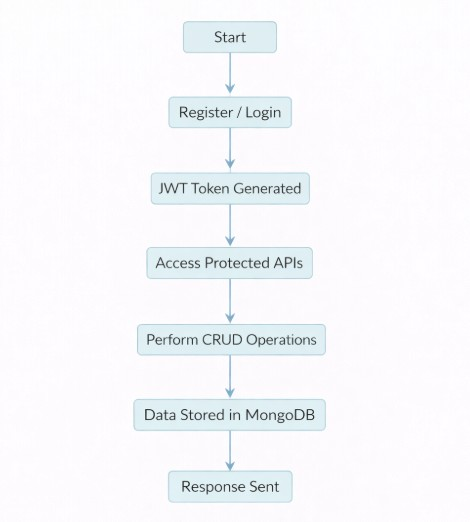 Start
Register / Login
JWT Token Generated
Access Protected APIs
Perform CRUD Operations
Data Stored in MongoDB
Response Sent